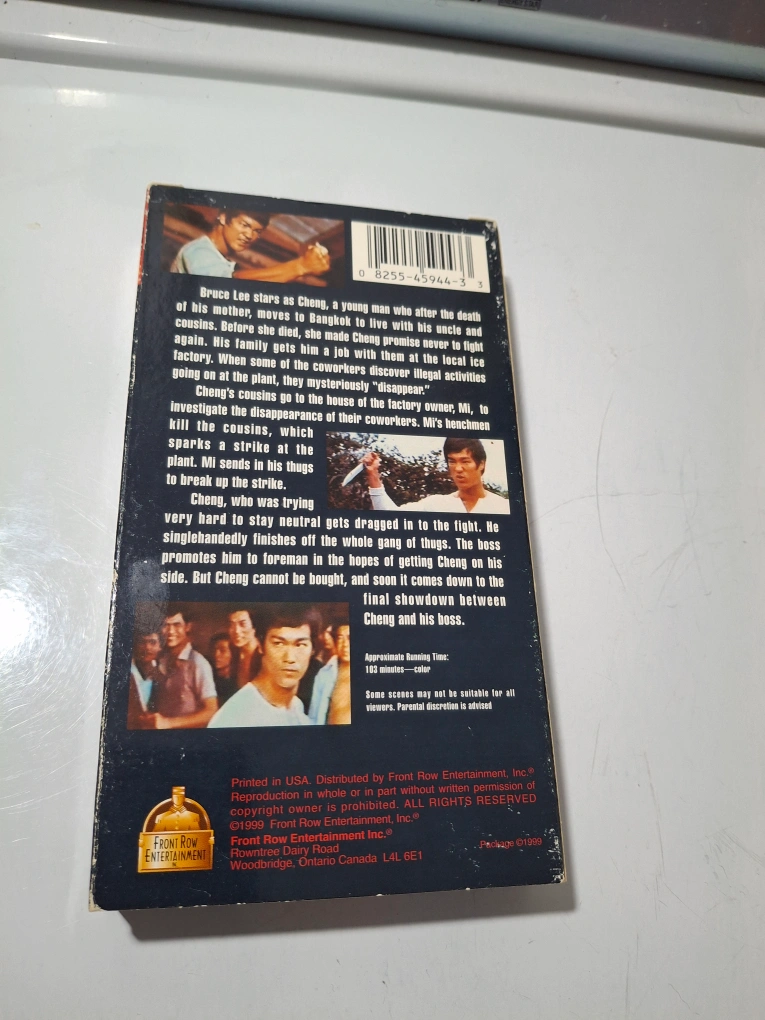 0 8255-45944-3 3
Bruce Lee stars as Cheng, a young man who after the death
of his mother, moves to Bangkok to live with his uncle and
cousins. Before she died, she made Cheng promise never to fight
again. His family gets him a job with them at the local ice
factory. When some of the coworkers discover illegal activities
going on at the plant, they mysteriously "disappear."
Cheng's cousins go to the house of the factory owner, Mi, to
investigate the disappearance of their coworkers. Mi's henchmen
kill the cousins, which
sparks a strike at the
plant. Mi sends in his thugs
to break up the strike.
Cheng, who was trying
very hard to stay neutral gets dragged in to the fight. He
singlehandedly finishes off the whole gang of thugs. The boss
promotes him to foreman in the hopes of getting Cheng on his
side. But Cheng cannot be bought, and soon it comes down to the
final showdown between
Cheng and his boss.
Approximate Running Time:
103 minutes—color
Some scenes may not be suitable for all
viewers. Parental discretion is advised
Printed in USA. Distributed by Front Row Entertainment, Inc.®
Reproduction in whole or in part without written permission of
copyright owner is prohibited. ALL RIGHTS RESERVED
©1999 Front Row Entertainment, Inc.®
Front Row Entertainment Inc.®
Rowntree Dairy Road
Woodbridge, Ontario Canada L4L 6E1
Package ©1999
FRONT ROW
ENTERTAINMENT
INC.